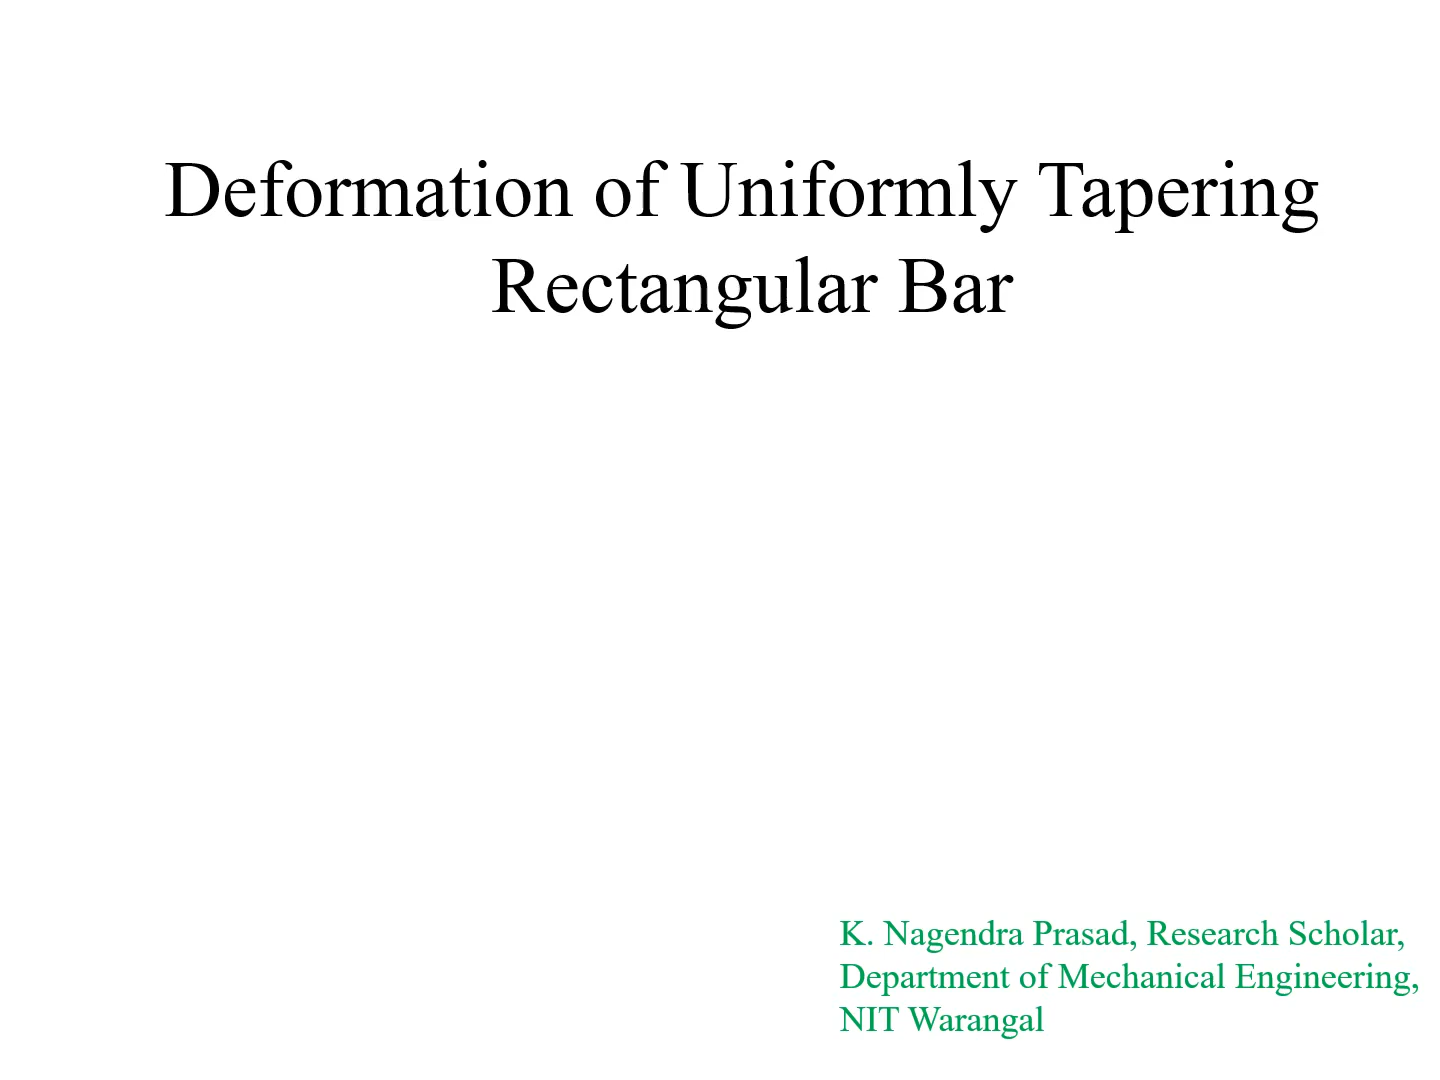 Deformation of Uniformly Tapering
Rectangular Bar
K. Nagendra Prasad, Research Scholar,
Department of Mechanical Engineering,
NIT Warangal